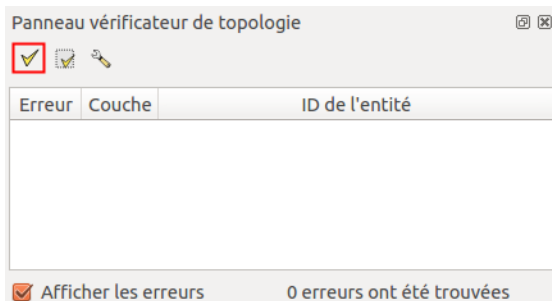 Panneau vérificateur de topologie
Erreur Couche ID de l'entité
Afficher les erreurs 0 erreurs ont été trouvées